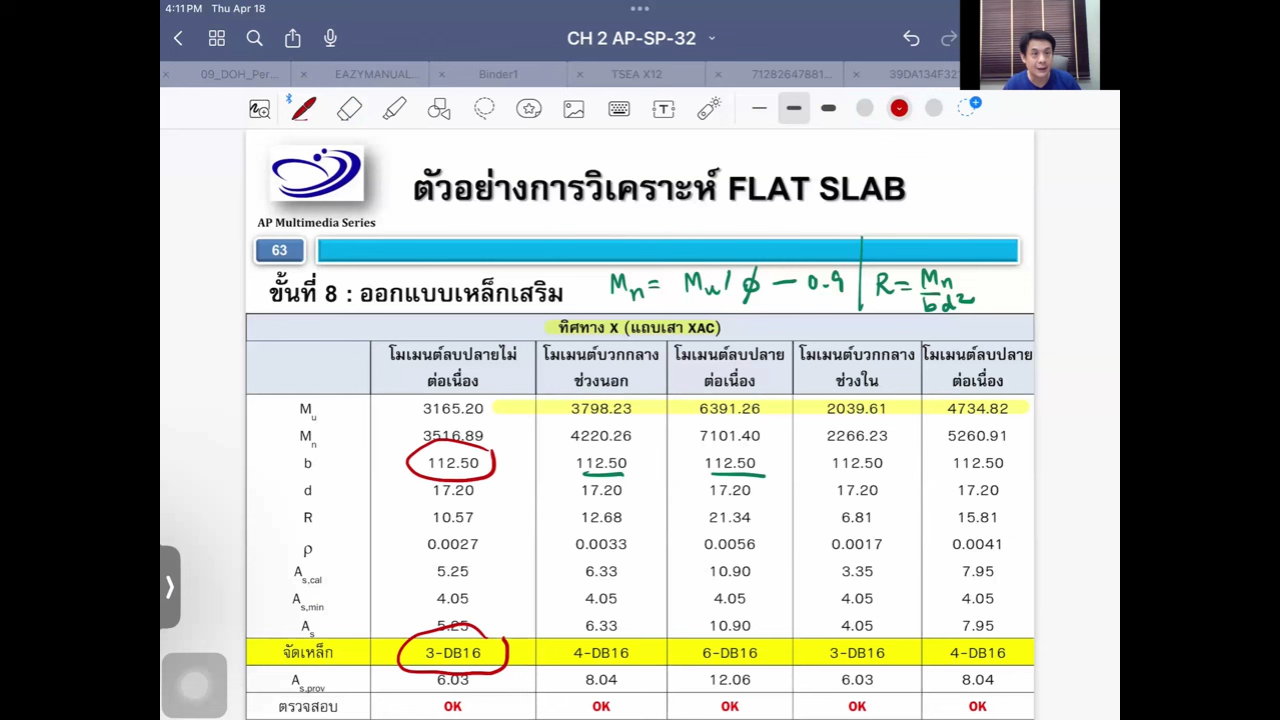 4:11 PM Thu Apr 18
CH 2 AP-SP-32
09_DOH_Per... EAZYMANUAL... Binder1 TSEA X12 71282647881... 39DA134F321
ตัวอย่างการวิเคราะห์ FLAT SLAB
AP Multimedia Series
63
ขั้นที่ 8 : ออกแบบเหล็กเสริม
Mn = Mu / φ — 0.9 | R = Mn / bd²
ทิศทาง X (แถบเสา XAC)
โมเมนต์ลบปลายไม่ต่อเนื่อง โมเมนต์บวกกลางช่วงนอก โมเมนต์ลบปลายต่อเนื่อง โมเมนต์บวกกลางช่วงใน โมเมนต์ลบปลายต่อเนื่อง
Mu 3165.20 3798.23 6391.26 2039.61 4734.82
Mn 3516.89 4220.26 7101.40 2266.23 5260.91
b 112.50 112.50 112.50 112.50 112.50
d 17.20 17.20 17.20 17.20 17.20
R 10.57 12.68 21.34 6.81 15.81
ρ 0.0027 0.0033 0.0056 0.0017 0.0041
As,cal 5.25 6.33 10.90 3.35 7.95
As,min 4.05 4.05 4.05 4.05 4.05
As 5.25 6.33 10.90 4.05 7.95
จัดเหล็ก 3-DB16 4-DB16 6-DB16 3-DB16 4-DB16
As,prov 6.03 8.04 12.06 6.03 8.04
ตรวจสอบ OK OK OK OK OK